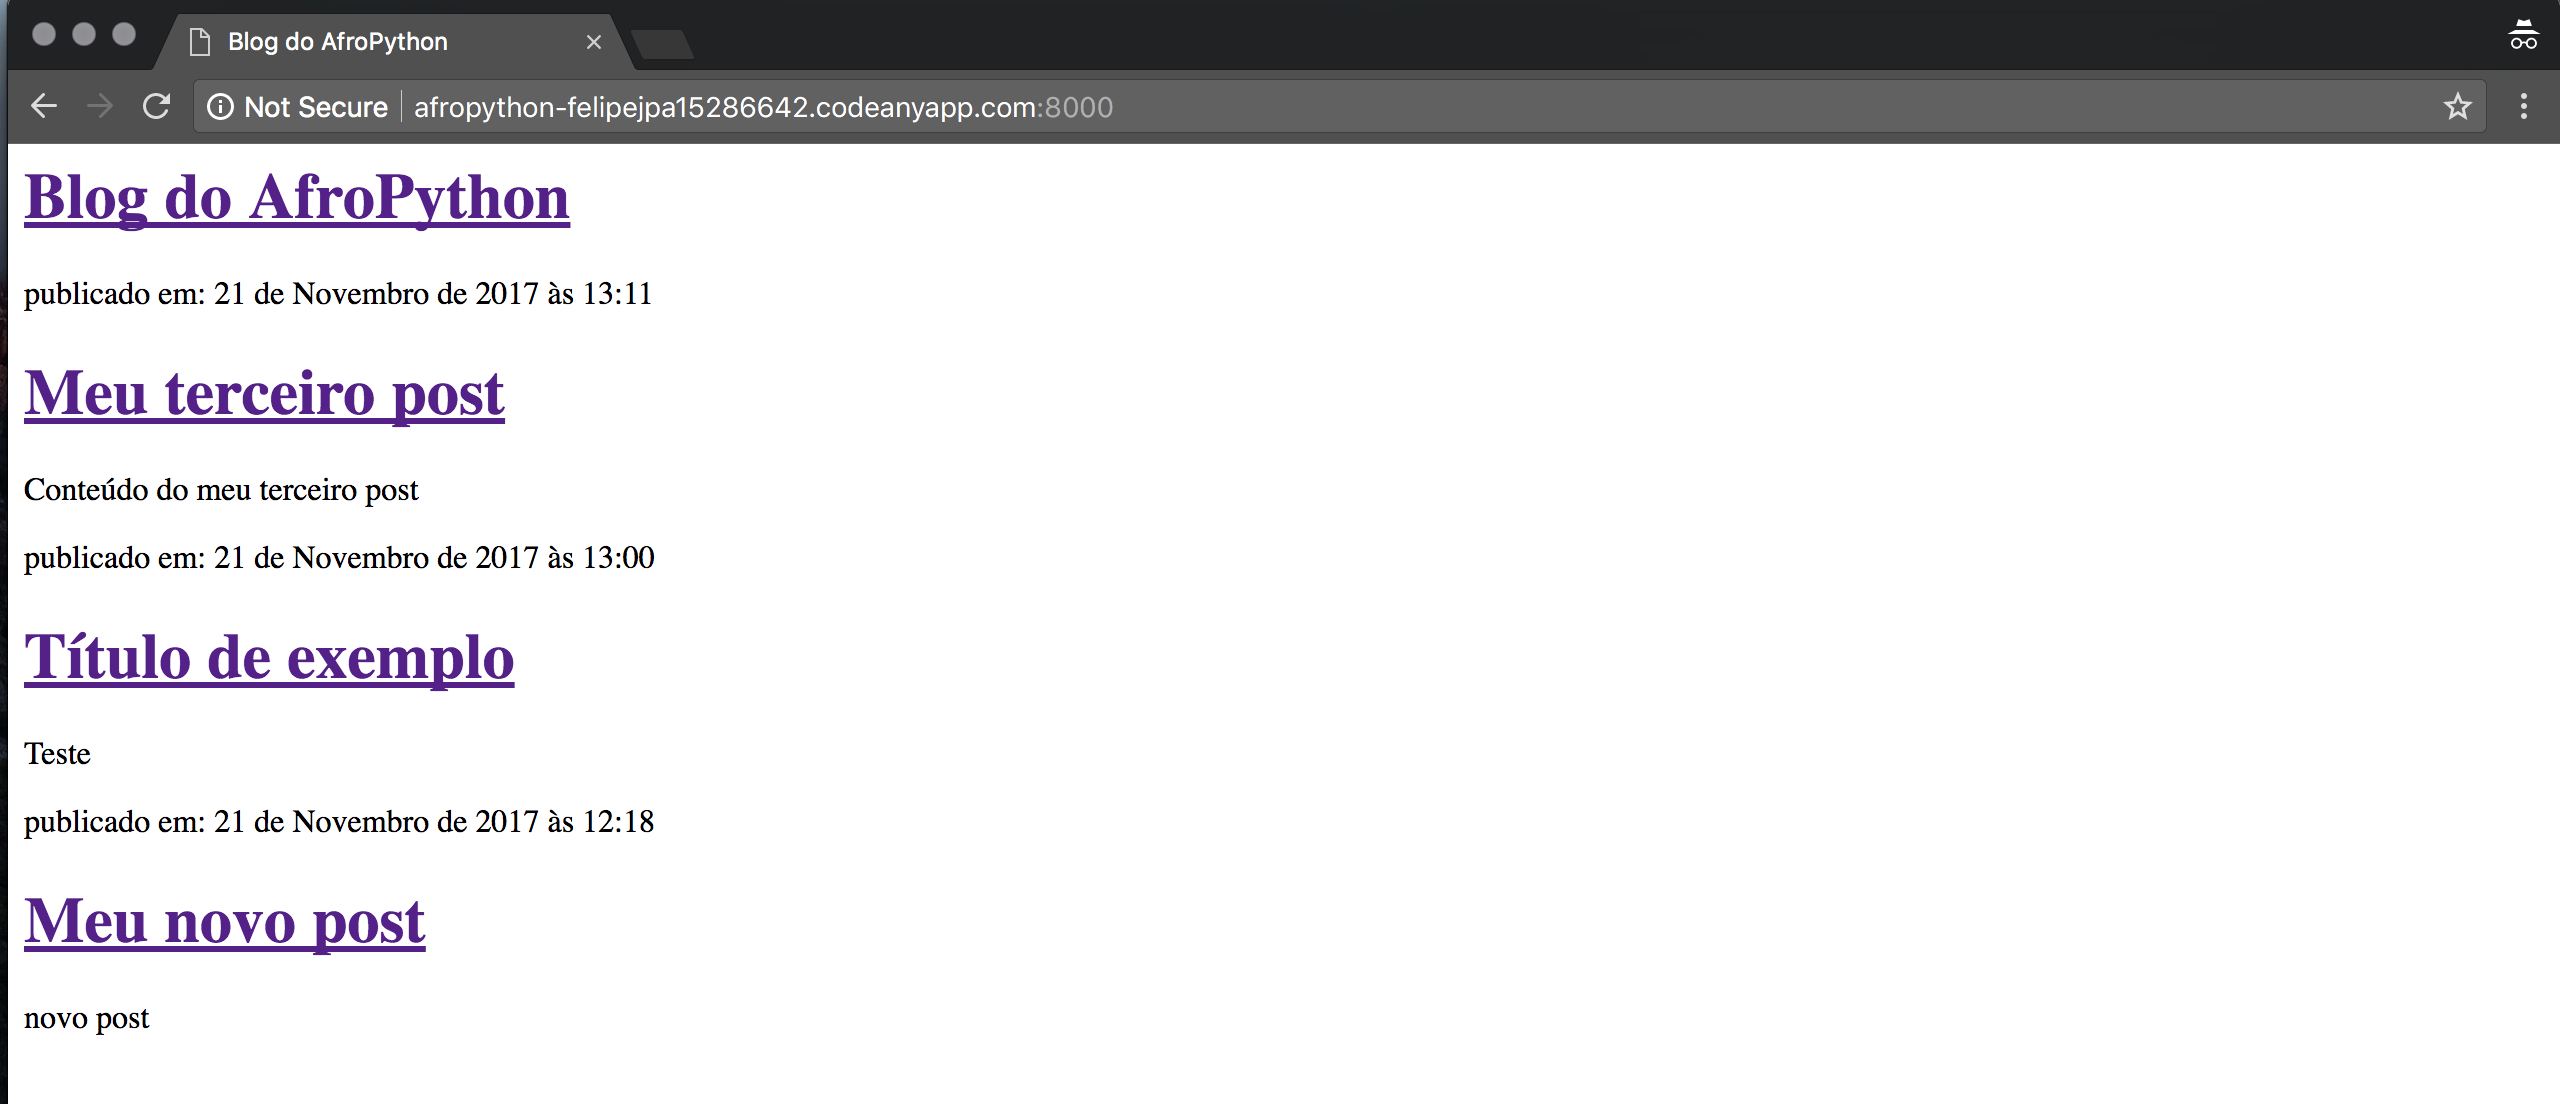 Blog do AfroPython
Not Secure afropython-felipejpa15286642.codeanyapp.com:8000
Blog do AfroPython
publicado em: 21 de Novembro de 2017 às 13:11
Meu terceiro post
Conteúdo do meu terceiro post
publicado em: 21 de Novembro de 2017 às 13:00
Título de exemplo
Teste
publicado em: 21 de Novembro de 2017 às 12:18
Meu novo post
novo post